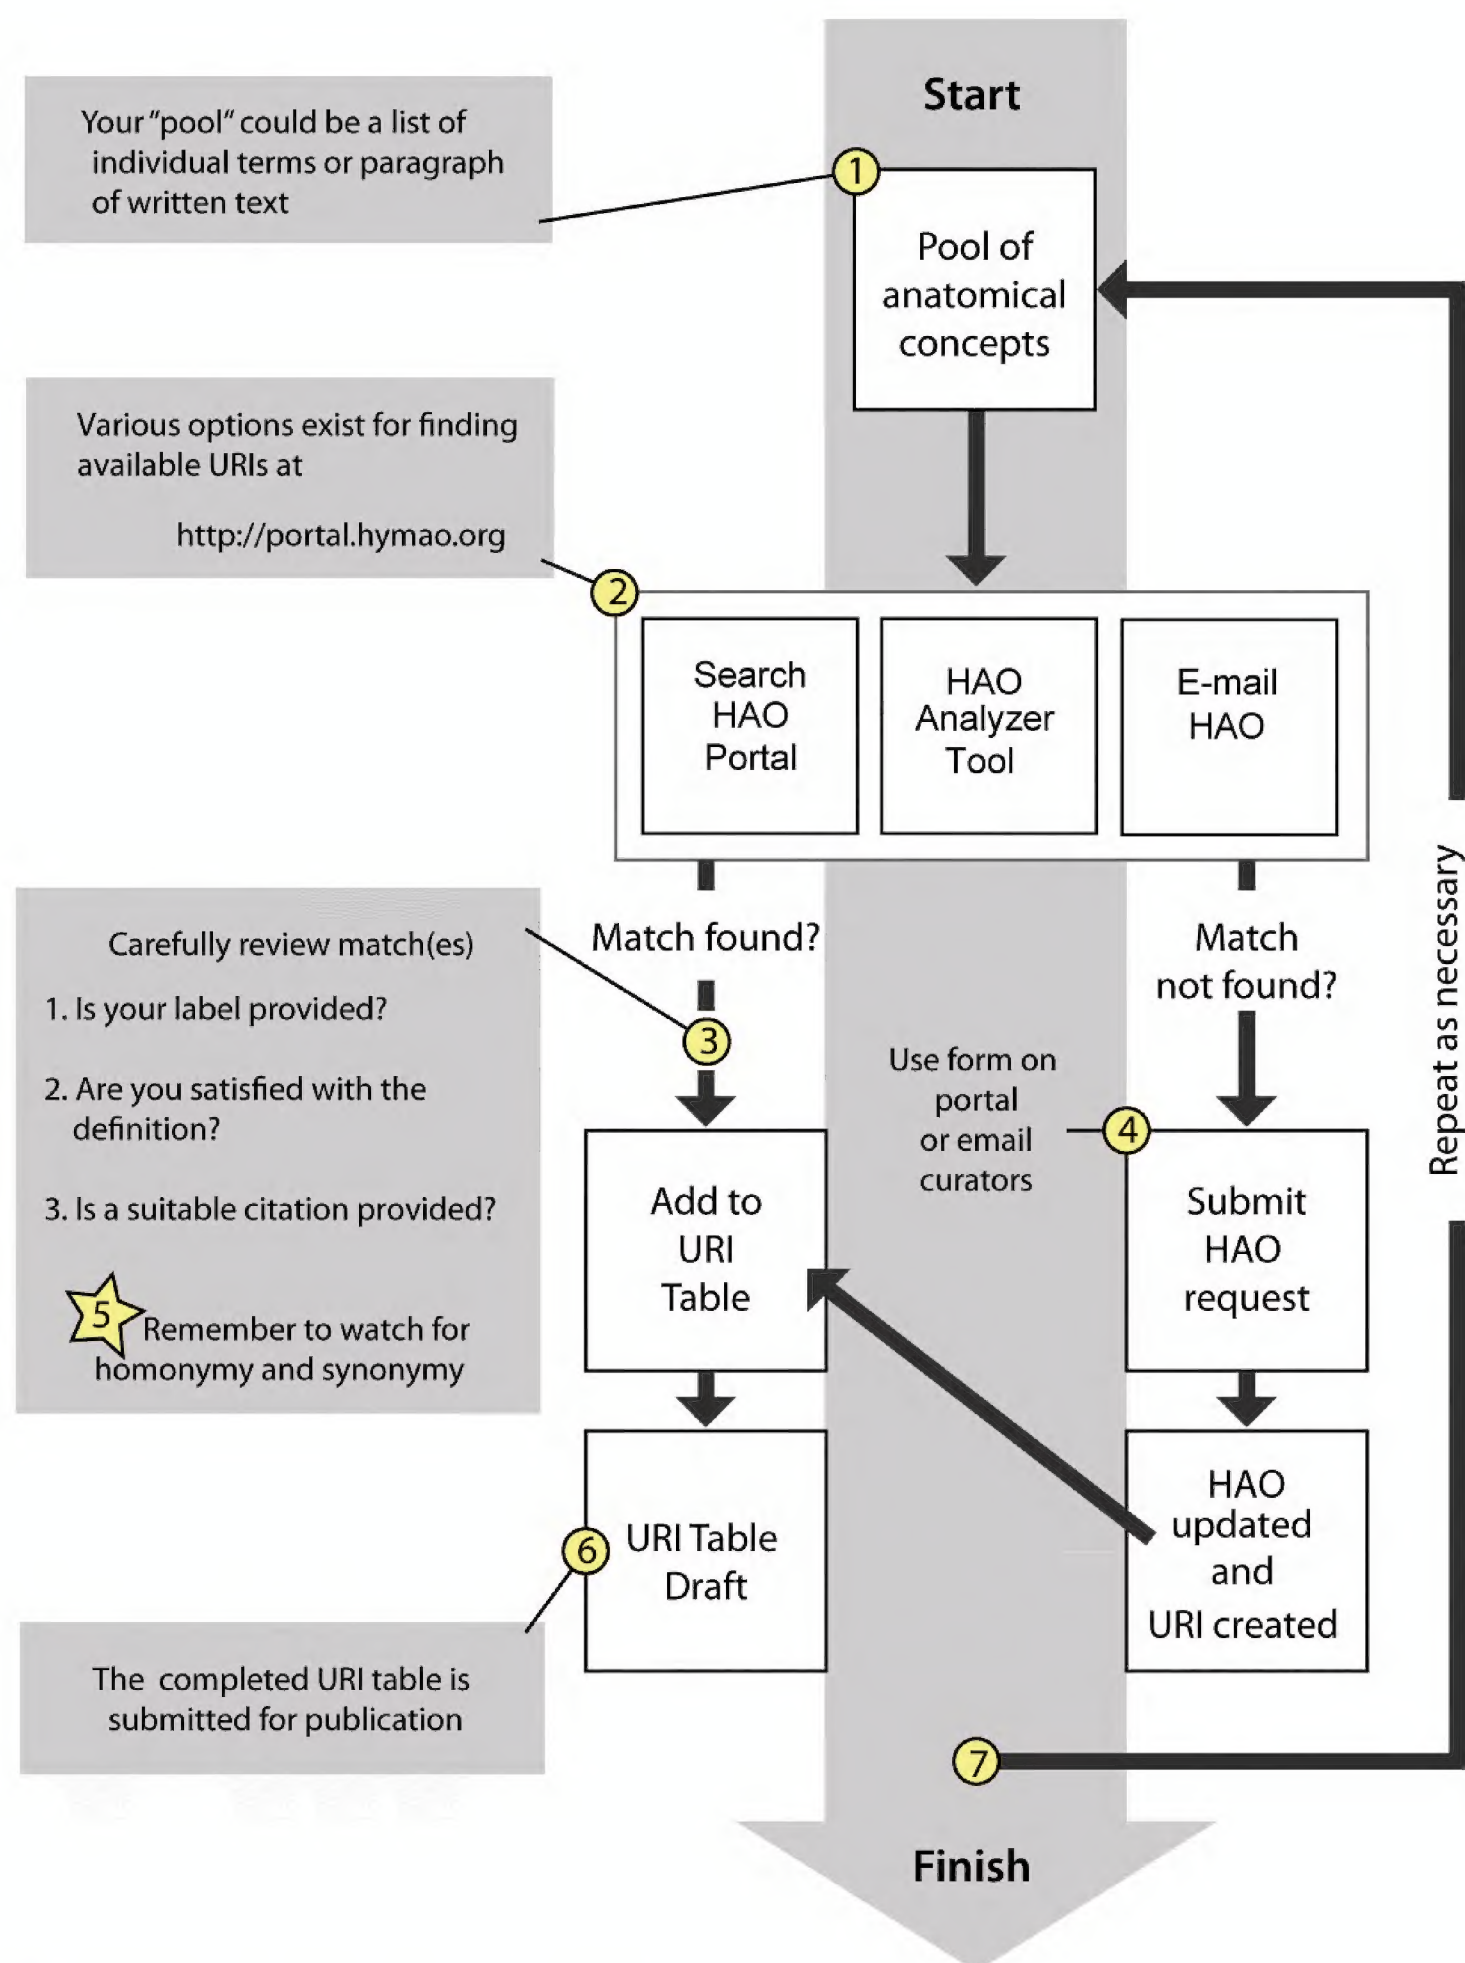 Start
Your "pool" could be a list of
individual terms or paragraph
of written text
1
Pool of
anatomical
concepts
Various options exist for finding
available URIs at
http://portal.hymao.org
2
Search
HAO
Portal
HAO
Analyzer
Tool
E-mail
HAO
Match found?
Match
not found?
Carefully review match(es)
1. Is your label provided?
2. Are you satisfied with the
definition?
3. Is a suitable citation provided?
5
Remember to watch for
homonymy and synonymy
3
Use form on
portal
or email
curators
4
Add to
URI
Table
Submit
HAO
request
Repeat as necessary
6
URI Table
Draft
HAO
updated
and
URI created
The completed URI table is
submitted for publication
7
Finish